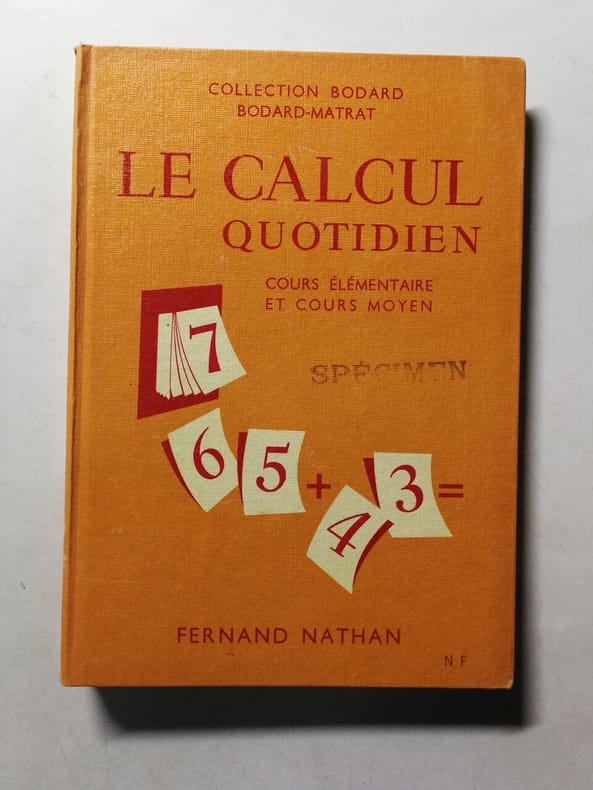 COLLECTION BODARD
BODARD-MATRAT
LE CALCUL
QUOTIDIEN
COURS ÉLÉMENTAIRE
ET COURS MOYEN
7
SPÉCIMEN
6 5 + 4 3 =
FERNAND NATHAN
N F